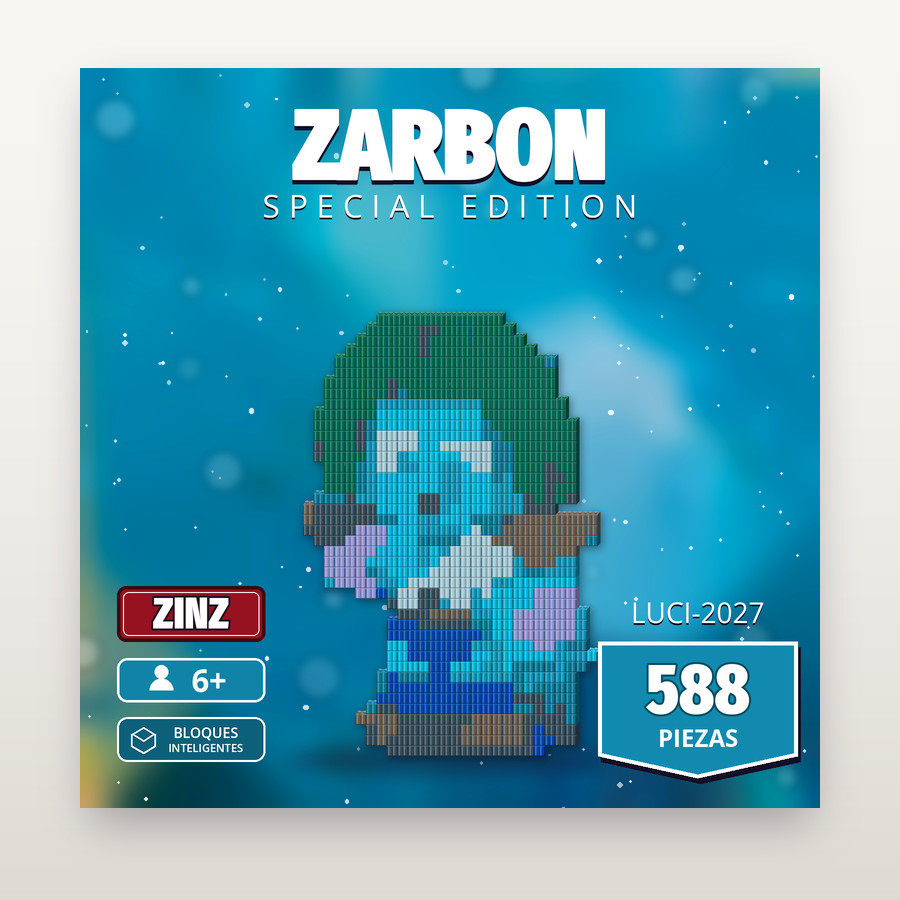 ZARBON
SPECIAL EDITION
ZINZ
6+
BLOQUES
INTELIGENTES
LUCI-2027
588
PIEZAS